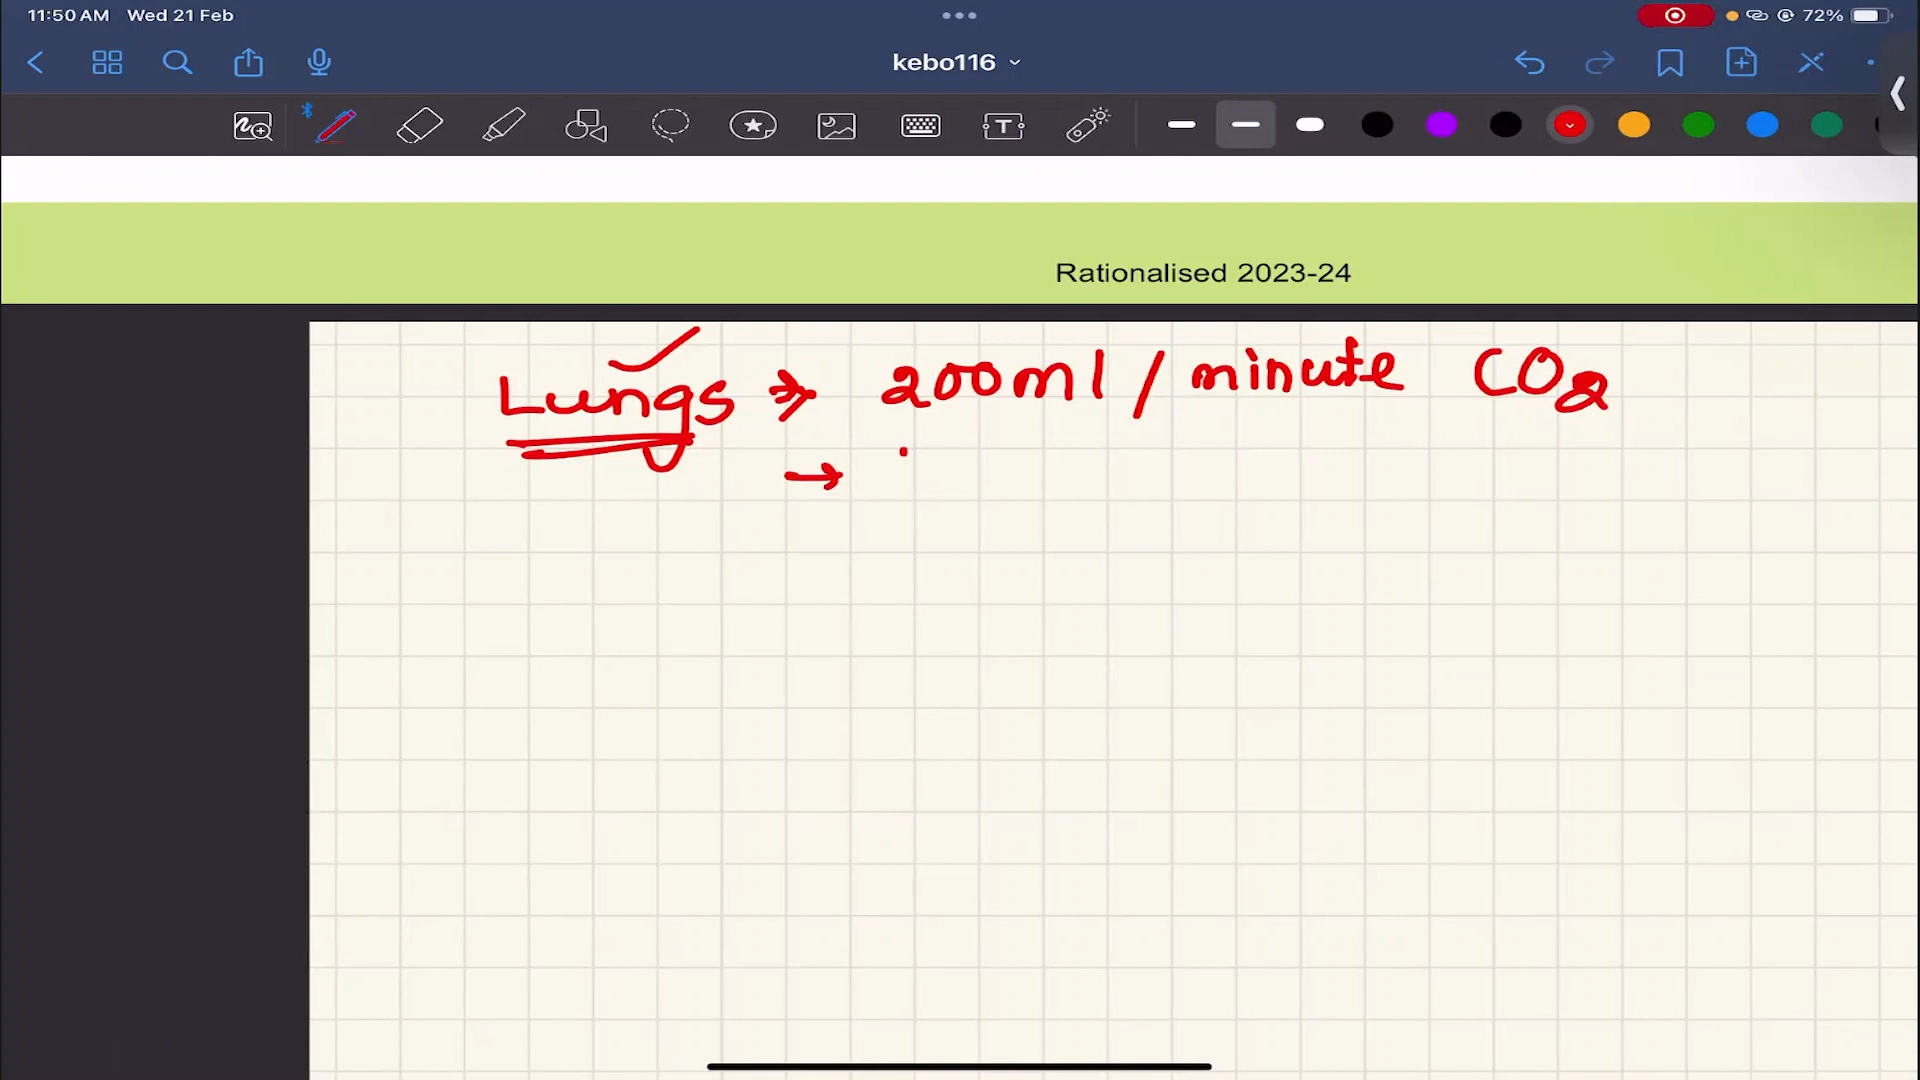 11:50 AM Wed 21 Feb
72%
kebo116
T
Rationalised 2023-24
Lungs → 200ml / minute CO2
→